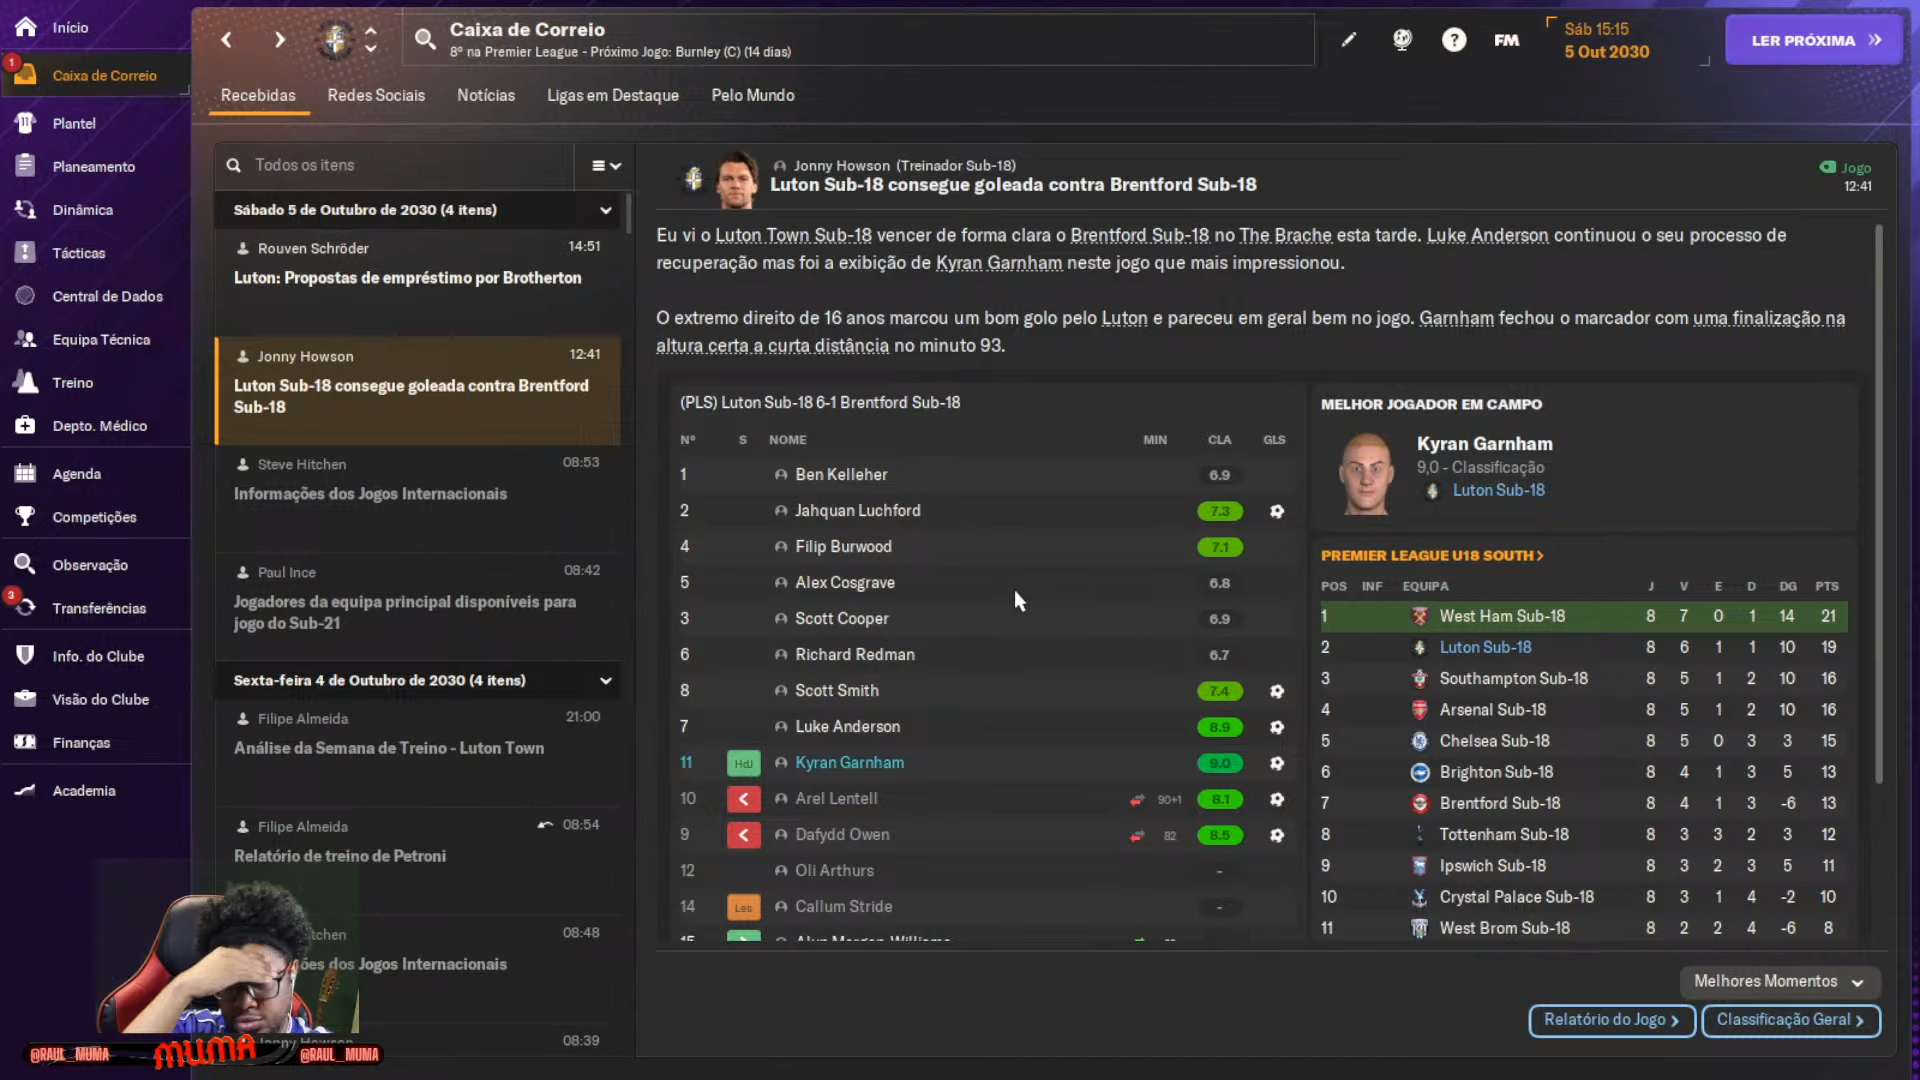 Início
Caixa de Correio
8º na Premier League - Próximo Jogo: Burnley (C) (14 dias)
FM
Sáb 15:15
5 Out 2030
LER PRÓXIMA
1
Caixa de Correio
Plantel
Planeamento
Dinâmica
Tácticas
Central de Dados
Equipa Técnica
Treino
Depto. Médico
Agenda
Competições
Observação
3
Transferências
Info. do Clube
Visão do Clube
Finanças
Academia
Recebidas
Redes Sociais
Notícias
Ligas em Destaque
Pelo Mundo
Todos os itens
Sábado 5 de Outubro de 2030 (4 itens)
Rouven Schröder 14:51
Luton: Propostas de empréstimo por Brotherton
Jonny Howson 12:41
Luton Sub-18 consegue goleada contra Brentford
Sub-18
Steve Hitchen 08:53
Informações dos Jogos Internacionais
Paul Ince 08:42
Jogadores da equipa principal disponíveis para
jogo do Sub-21
Sexta-feira 4 de Outubro de 2030 (4 itens)
Filipe Almeida 21:00
Análise da Semana de Treino - Luton Town
Filipe Almeida 08:54
Relatório de treino de Petroni
tchen 08:48
ões dos Jogos Internacionais
Jonny Howson 08:39
@RAUL_MUMA MUMA @RAUL_MUMA
Jonny Howson (Treinador Sub-18)
Luton Sub-18 consegue goleada contra Brentford Sub-18
Jogo
12:41
Eu vi o Luton Town Sub-18 vencer de forma clara o Brentford Sub-18 no The Brache esta tarde. Luke Anderson continuou o seu processo de
recuperação mas foi a exibição de Kyran Garnham neste jogo que mais impressionou.
O extremo direito de 16 anos marcou um bom golo pelo Luton e pareceu em geral bem no jogo. Garnham fechou o marcador com uma finalização na
altura certa a curta distância no minuto 93.
(PLS) Luton Sub-18 6-1 Brentford Sub-18
Nº S NOME MIN CLA GLS
1 Ben Kelleher 6.9
2 Jahquan Luchford 7.3
4 Filip Burwood 7.1
5 Alex Cosgrave 6.8
3 Scott Cooper 6.9
6 Richard Redman 6.7
8 Scott Smith 7.4
7 Luke Anderson 8.9
11 HdJ Kyran Garnham 9.0
10 Arel Lentell 90+1 8.1
9 Dafydd Owen 82 8.5
12 Oli Arthurs -
14 Les Callum Stride -
15 Alun Morgan-Williams
MELHOR JOGADOR EM CAMPO
Kyran Garnham
9,0 - Classificação
Luton Sub-18
PREMIER LEAGUE U18 SOUTH >
POS INF EQUIPA J V E D DG PTS
1 West Ham Sub-18 8 7 0 1 14 21
2 Luton Sub-18 8 6 1 1 10 19
3 Southampton Sub-18 8 5 1 2 10 16
4 Arsenal Sub-18 8 5 1 2 10 16
5 Chelsea Sub-18 8 5 0 3 3 15
6 Brighton Sub-18 8 4 1 3 5 13
7 Brentford Sub-18 8 4 1 3 -6 13
8 Tottenham Sub-18 8 3 3 2 3 12
9 Ipswich Sub-18 8 3 2 3 5 11
10 Crystal Palace Sub-18 8 3 1 4 -2 10
11 West Brom Sub-18 8 2 2 4 -6 8
Melhores Momentos
Relatório do Jogo >
Classificação Geral >